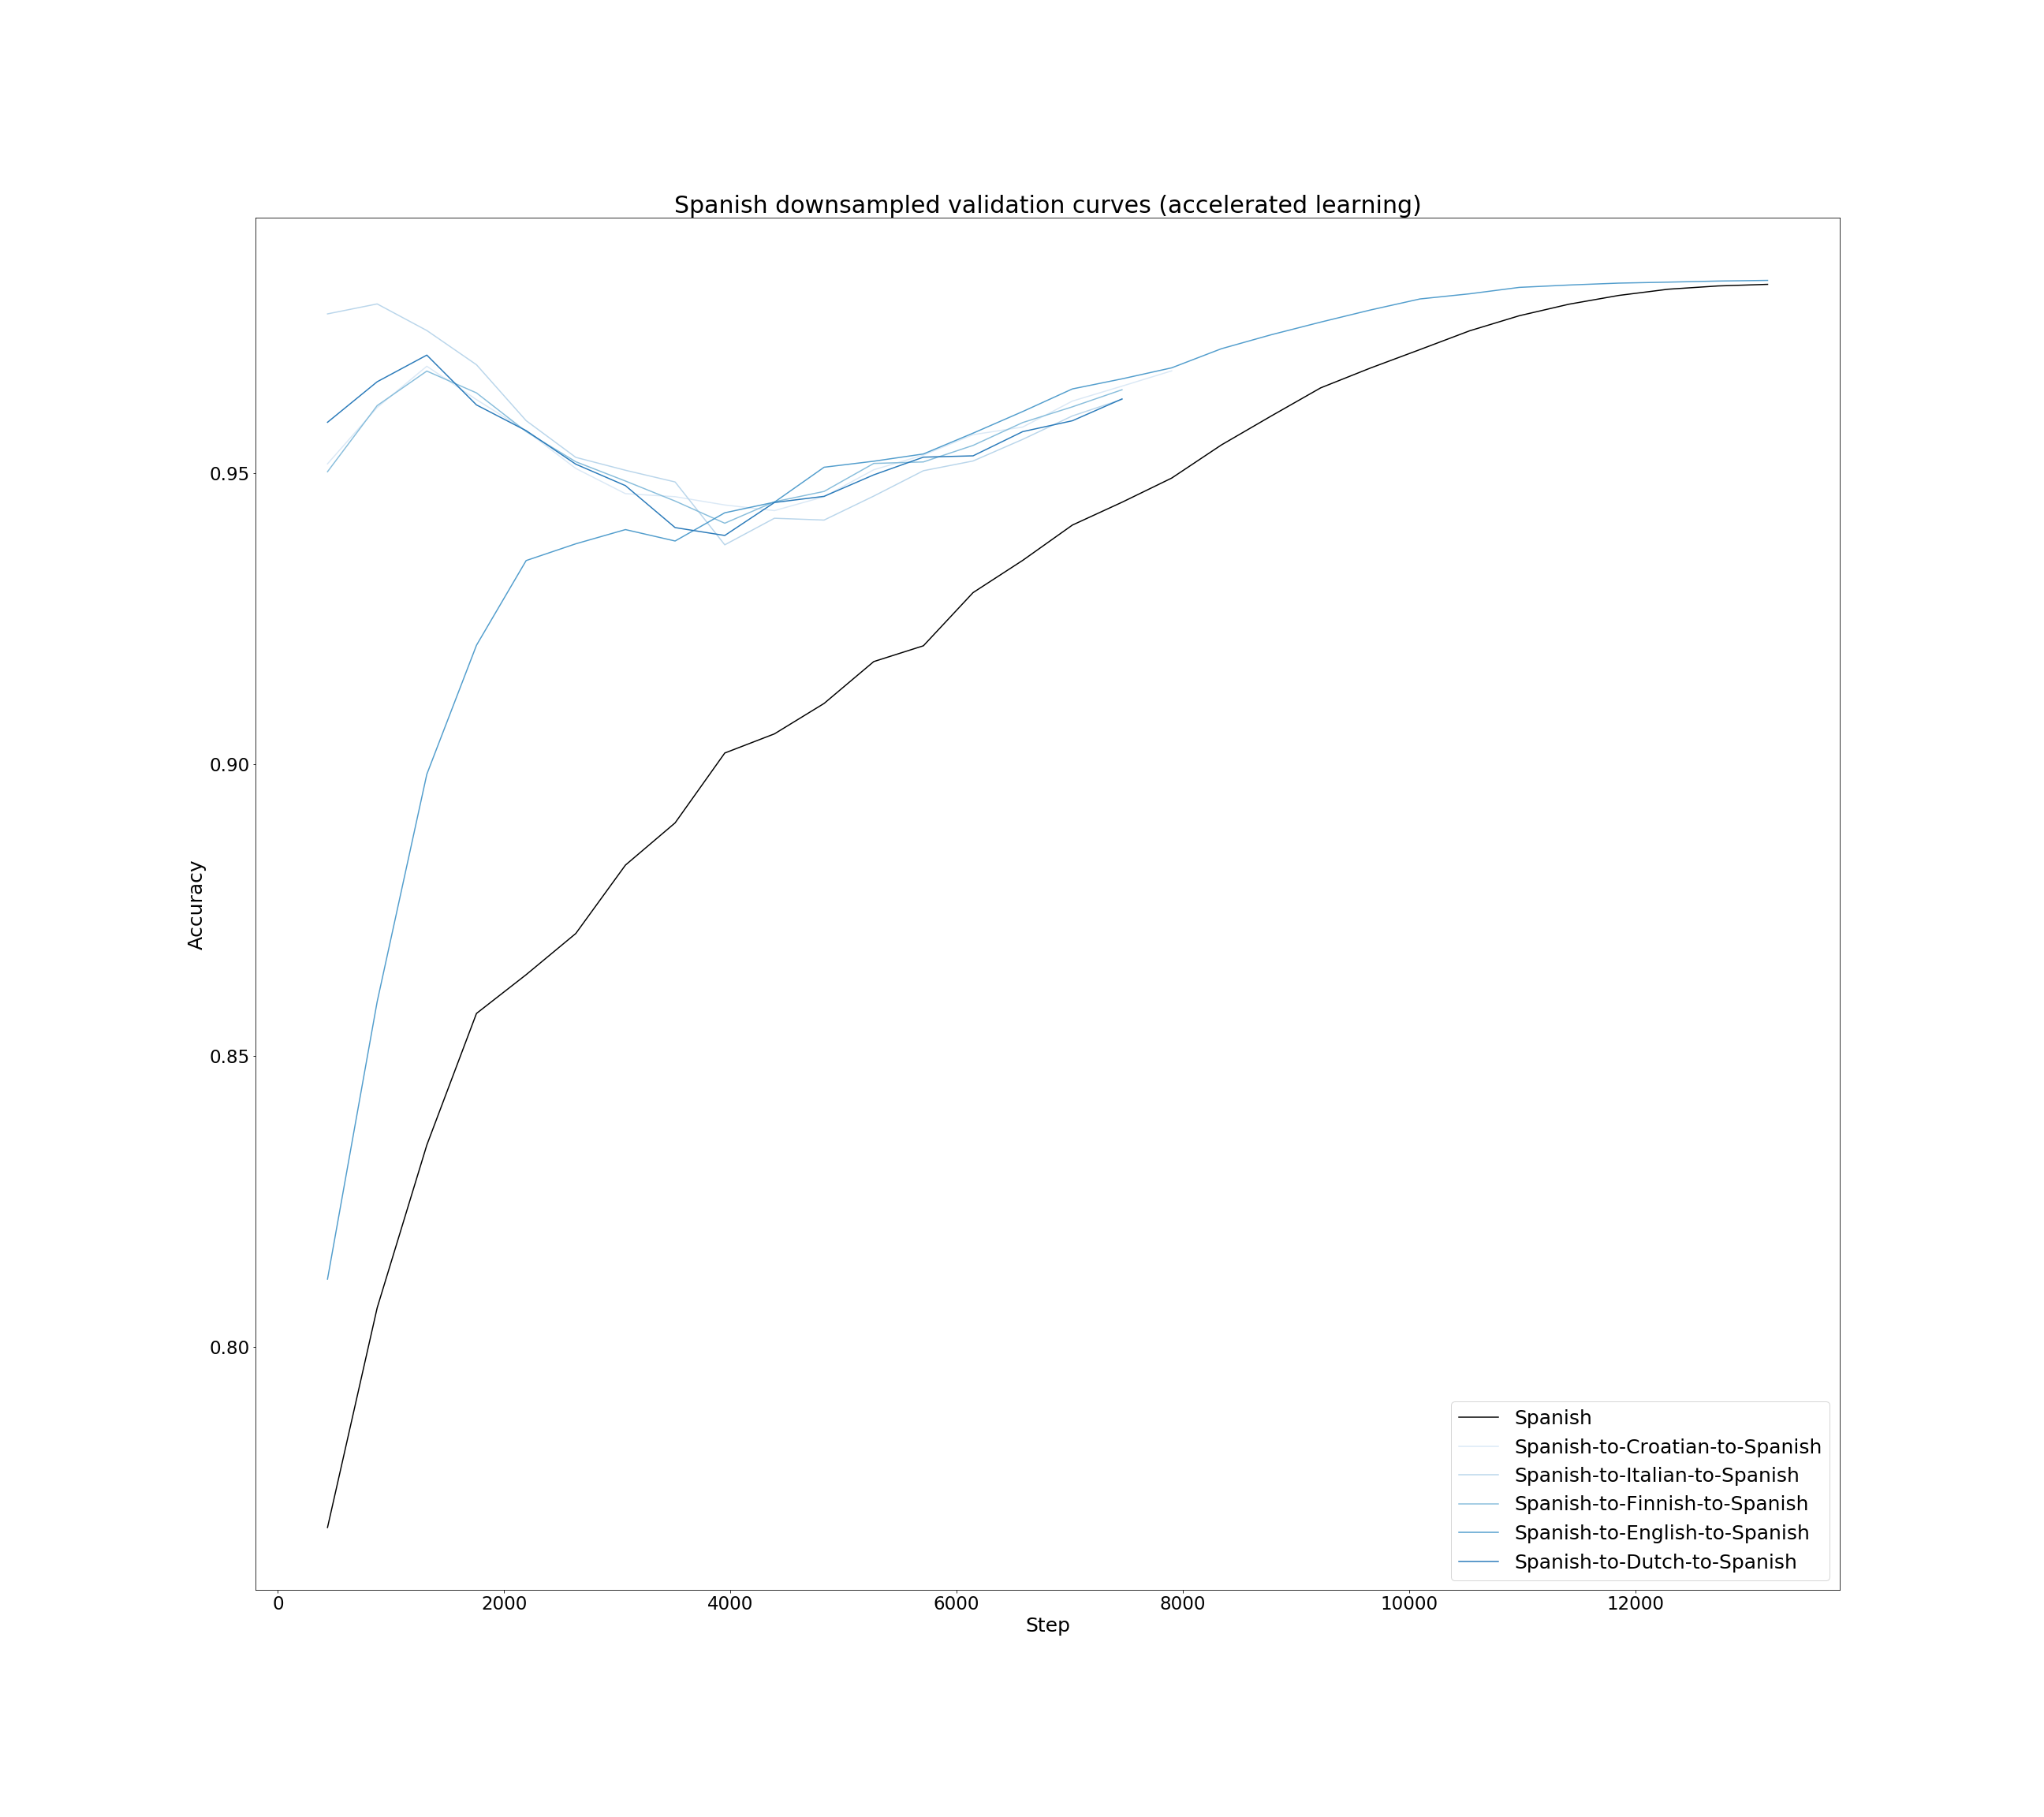 Spanish downsampled validation curves (accelerated learning)
0.95
0.90
0.85
0.80
Accuracy
0 2000 4000 6000 8000 10000 12000
Step
Spanish
Spanish-to-Croatian-to-Spanish
Spanish-to-Italian-to-Spanish
Spanish-to-Finnish-to-Spanish
Spanish-to-English-to-Spanish
Spanish-to-Dutch-to-Spanish